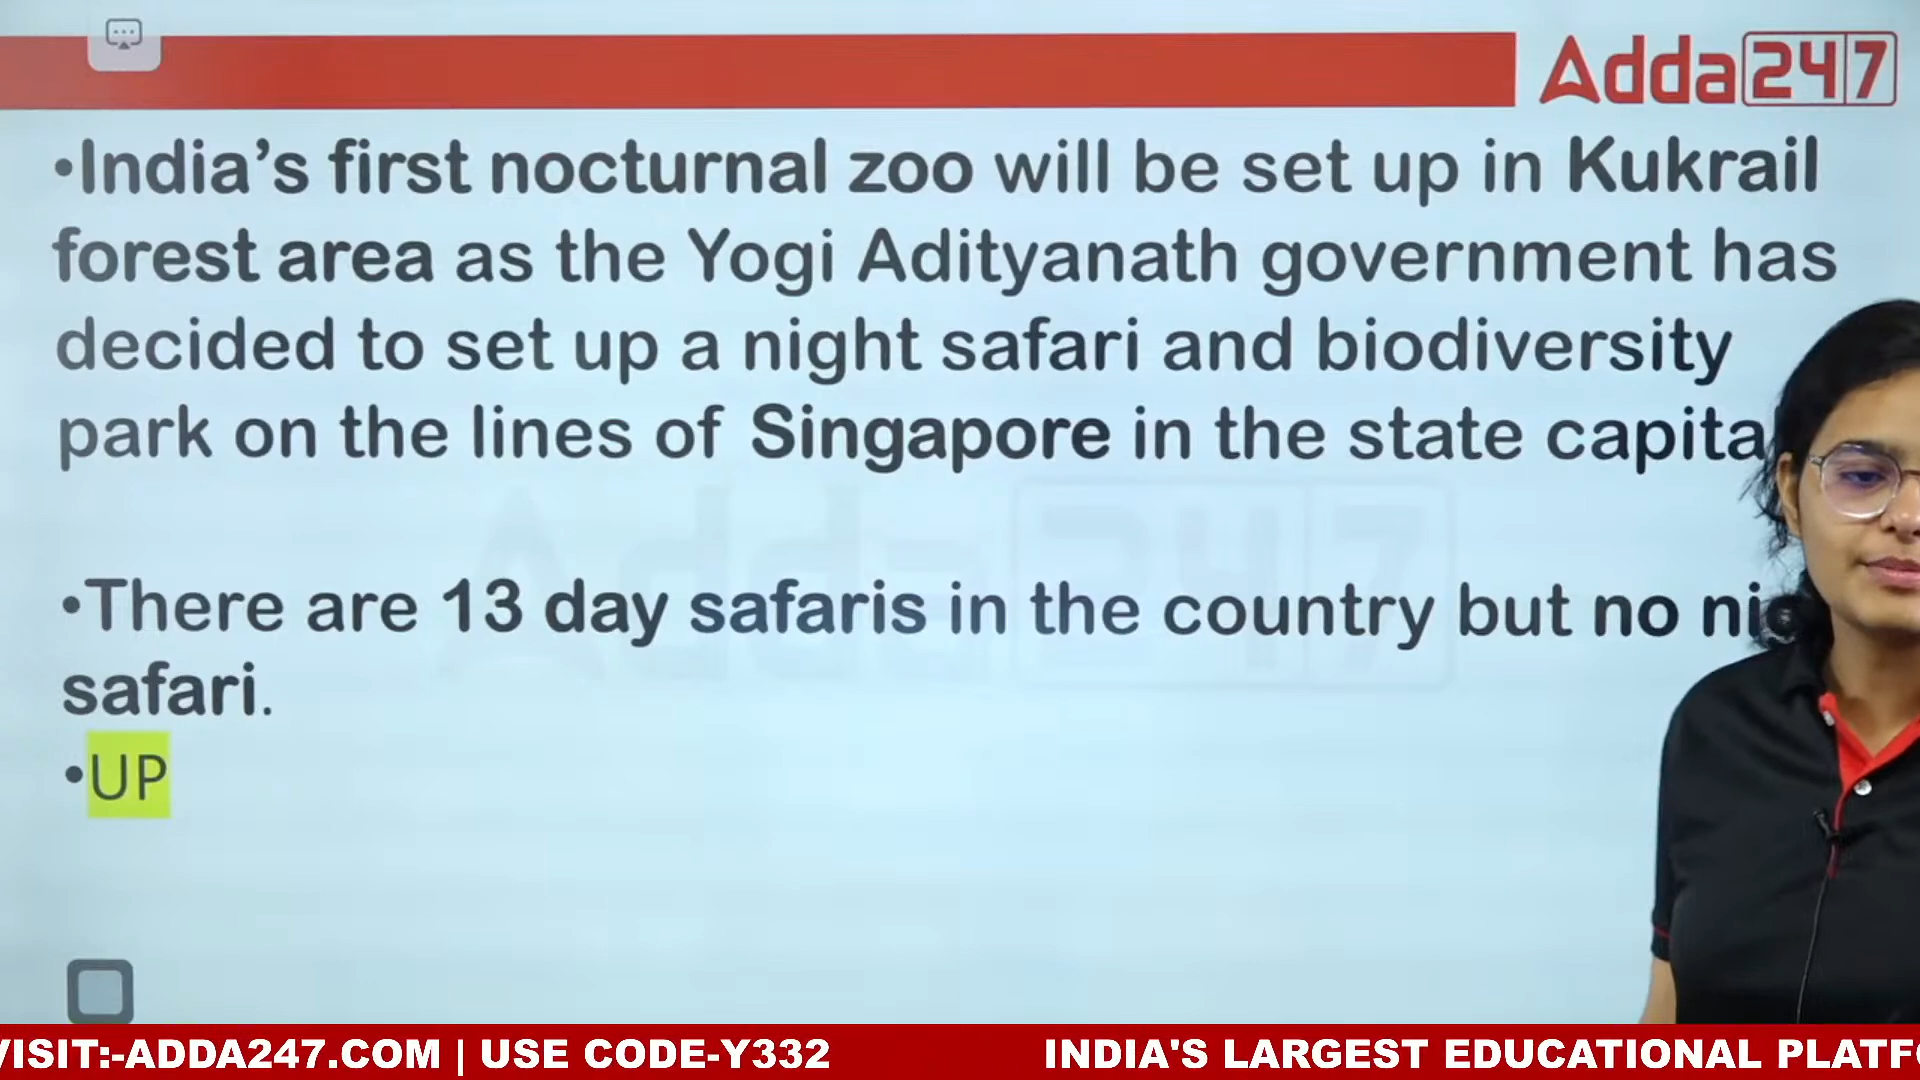 Adda247
•India’s first nocturnal zoo will be set up in Kukrail
forest area as the Yogi Adityanath government has
decided to set up a night safari and biodiversity
park on the lines of Singapore in the state
•There are 13 day safaris in the country but no
safari.
•UP
Adda247
VISIT:-ADDA247.COM | USE CODE-Y332
INDIA'S LARGEST EDUCATIONAL